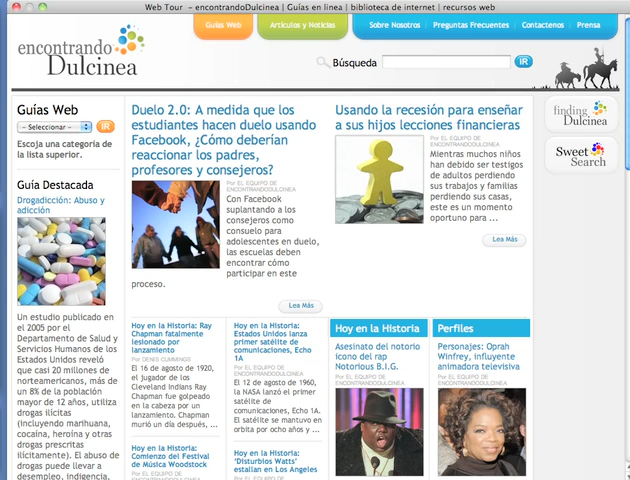 Web Tour - encontrandoDulcinea | Guías en linea | biblioteca de internet | recursos web
Guías Web
Artículos y Noticias
Sobre Nosotros
Preguntas Frecuentes
Contactenos
Prensa
encontrando
Dulcinea
Búsqueda
IR
Guías Web
- Seleccionar -
IR
Escoja una categoría de
la lista superior.
Guía Destacada
Drogadicción: Abuso y
adicción
Un estudio publicado en
el 2005 por el
Departamento de Salud y
Servicios Humanos de los
Estados Unidos reveló
que casi 20 millones de
norteamericanos, más de
un 8% de la población
mayor de 12 años, utiliza
drogas ilícitas
(incluyendo marihuana,
cocaína, heroína y otras
drogas prescritas
ilícitamente). El abuso de
drogas puede llevar a
desempleo, indigencia,
Duelo 2.0: A medida que los
estudiantes hacen duelo usando
Facebook, ¿Cómo deberían
reaccionar los padres,
profesores y consejeros?
Por EL EQUIPO DE
ENCONTRANDODULCINEA
Con Facebook
suplantando a los
consejeros como
consuelo para
adolescentes en duelo,
las escuelas deben
encontrar cómo
participar en este
proceso.
Lea Más
Usando la recesión para enseñar
a sus hijos lecciones financieras
Por EL EQUIPO DE
ENCONTRANDODULCINEA
Mientras muchos niños
han debido ser testigos
de adultos perdiendo
sus trabajos y familias
perdiendo sus casas,
este es un momento
oportuno para ...
Lea Más
finding
Dulcinea
Sweet
Search
Hoy en la Historia: Ray
Chapman fatalmente
lesionado por
lanzamiento
Por DENIS CUMMINGS
El 16 de agosto de 1920,
el jugador de los
Cleveland Indians Ray
Chapman fue golpeado
en la cabeza por un
lanzamiento. Chapman
murió un día después, ...
Hoy en la Historia:
Comienzo del Festival
de Música Woodstock
Hoy en la Historia:
Estados Unidos lanza
primer satélite de
comunicaciones, Echo
1A
Por EL EQUIPO DE
ENCONTRANDODULCINEA
El 12 de agosto de 1960,
la NASA lanzó el primer
satélite de
comunicaciones, Echo 1A.
El satélite se mantuvo en
orbita por ocho años y ...
Hoy en la Historia:
‘Disturbios Watts’
estallan en Los Angeles
Hoy en la Historia
Asesinato del notorio
icono del rap
Notorious B.I.G.
Por EL EQUIPO DE
ENCONTRANDODULCINEA
Perfiles
Personajes: Oprah
Winfrey, influyente
animadora televisiva
Por EL EQUIPO DE
ENCONTRANDODULCINEA